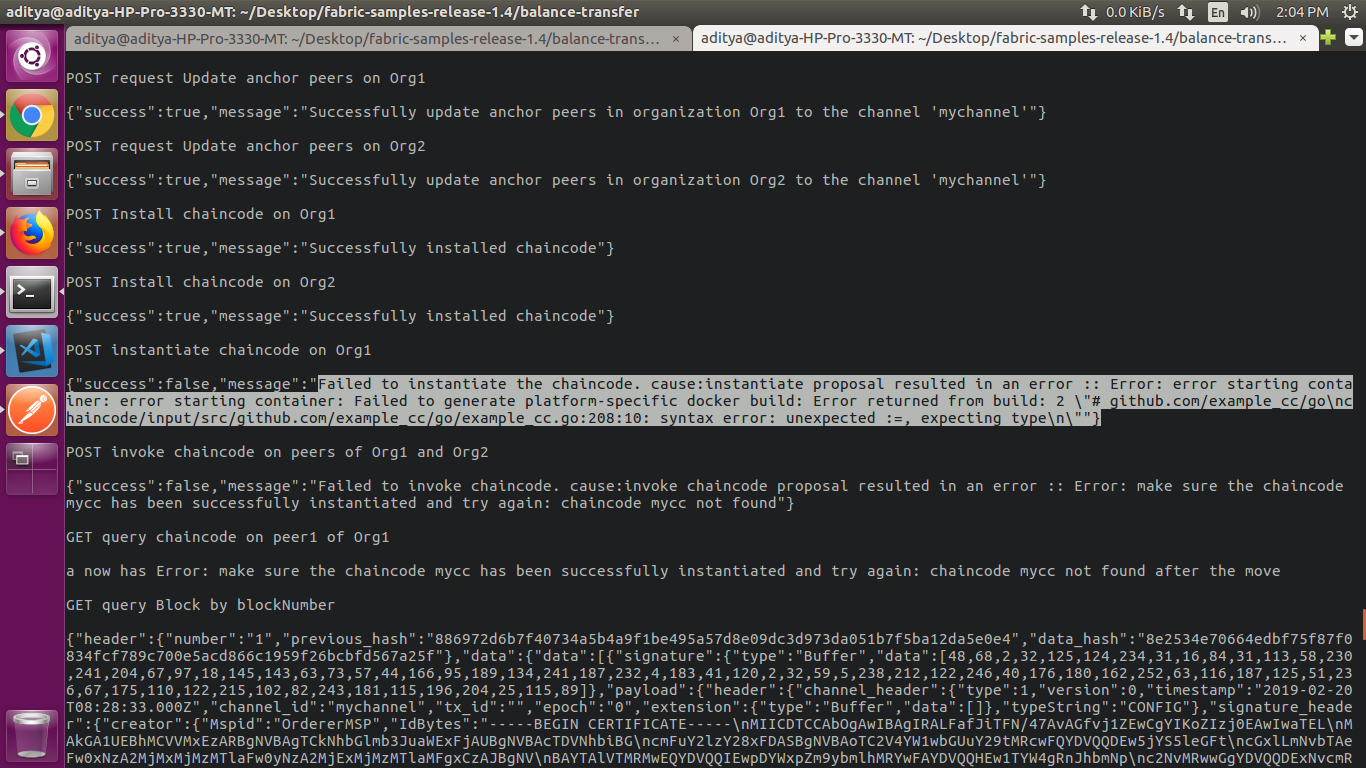 aditya@aditya-HP-Pro-3330-MT: ~/Desktop/fabric-samples-release-1.4/balance-transfer
0.0 KiB/s En 2:04 PM
aditya@aditya-HP-Pro-3330-MT: ~/Desktop/fabric-samples-release-1.4/balance-trans... × aditya@aditya-HP-Pro-3330-MT: ~/Desktop/fabric-samples-release-1.4/balance-trans... ×
POST request Update anchor peers on Org1
{"success":true,"message":"Successfully update anchor peers in organization Org1 to the channel 'mychannel'"}
POST request Update anchor peers on Org2
{"success":true,"message":"Successfully update anchor peers in organization Org2 to the channel 'mychannel'"}
POST Install chaincode on Org1
{"success":true,"message":"Successfully installed chaincode"}
POST Install chaincode on Org2
{"success":true,"message":"Successfully installed chaincode"}
POST instantiate chaincode on Org1
{"success":false,"message":"Failed to instantiate the chaincode. cause:instantiate proposal resulted in an error :: Error: error starting conta
iner: error starting container: Failed to generate platform-specific docker build: Error returned from build: 2 \"# github.com/example_cc/go\nc
haincode/input/src/github.com/example_cc/go/example_cc.go:208:10: syntax error: unexpected :=, expecting type\n\""}
POST invoke chaincode on peers of Org1 and Org2
{"success":false,"message":"Failed to invoke chaincode. cause:invoke chaincode proposal resulted in an error :: Error: make sure the chaincode
mycc has been successfully instantiated and try again: chaincode mycc not found"}
GET query chaincode on peer1 of Org1
a now has Error: make sure the chaincode mycc has been successfully instantiated and try again: chaincode mycc not found after the move
GET query Block by blockNumber
{"header":{"number":"1","previous_hash":"886972d6b7f40734a5b4a9f1be495a57d8e09dc3d973da051b7f5ba12da5e0e4","data_hash":"8e2534e70664edbf75f87f0
834fcf789c700e5acd866c1959f26bcbfd567a25f"},"data":{"data":[{"signature":{"type":"Buffer","data":[48,68,2,32,125,124,234,31,16,84,31,113,58,230
,241,204,67,97,18,145,143,63,73,57,44,166,95,189,134,241,187,232,4,183,41,120,2,32,59,5,238,212,122,246,40,176,180,162,252,63,116,187,125,51,23
6,67,175,110,122,215,102,82,243,181,115,196,204,25,115,89]},"payload":{"header":{"channel_header":{"type":1,"version":0,"timestamp":"2019-02-20
T08:28:33.000Z","channel_id":"mychannel","tx_id":"","epoch":"0","extension":{"type":"Buffer","data":[]},"typeString":"CONFIG"},"signature_heade
r":{"creator":{"Mspid":"OrdererMSP","IdBytes":"-----BEGIN CERTIFICATE-----\nMIICDTCCAbOgAwIBAgIRALFafJiTFN/47AvAGfvj1ZEwCgYIKoZIzj0EAwIwaTEL\nM
AkGA1UEBhMCVVMxEzARBgNVBAgTCkNhbGlmb3JuaWExFjAUBgNVBAcTDVNhbiBG\ncmFuY2lzY28xFDASBgNVBAoTC2V4YW1wbGUuY29tMRcwFQYDVQQDEw5jYS5leGFt\ncGxlLmNvbTAe
Fw0xNzA2MjMxMjMzMTlaFw0yNzA2MjExMjMzMTlaMFgxCzAJBgNV\nBAYTAlVTMRMwEQYDVQQIEwpDYWxpZm9ybmlhMRYwFAYDVQQHEw1TYW4gRnJhbmNp\nc2NvMRwwGgYDVQQDExNvcmR